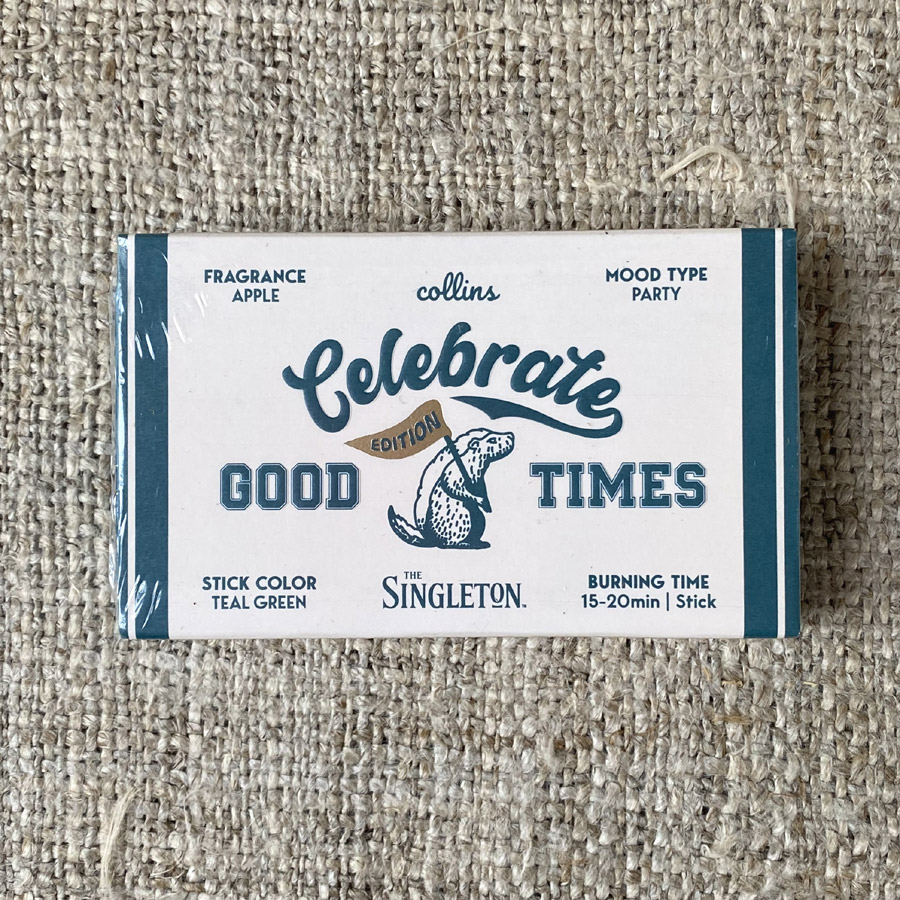 FRAGRANCE
APPLE
collins
MOOD TYPE
PARTY
Celebrate
EDITION
GOOD TIMES
STICK COLOR
TEAL GREEN
THE
SINGLETON™
BURNING TIME
15-20min | Stick